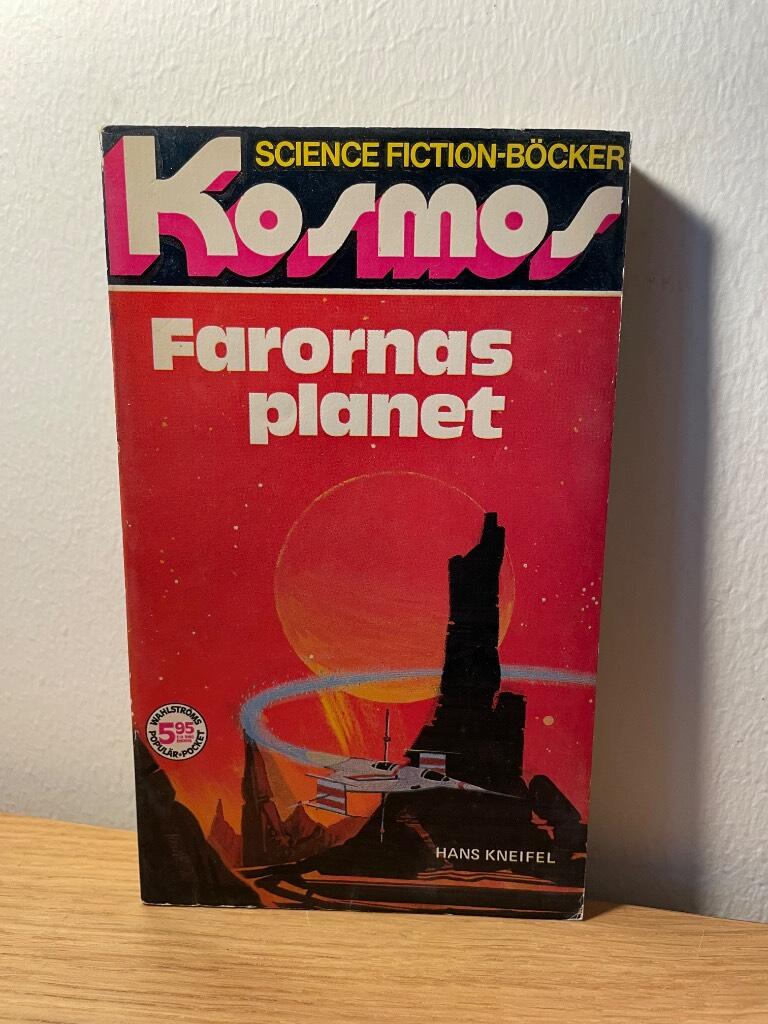 SCIENCE FICTION-BÖCKER
Kosmos
Farornas
planet
WAHLSTRÖMS
5.95
POPULÄR-POCKET
HANS KNEIFEL